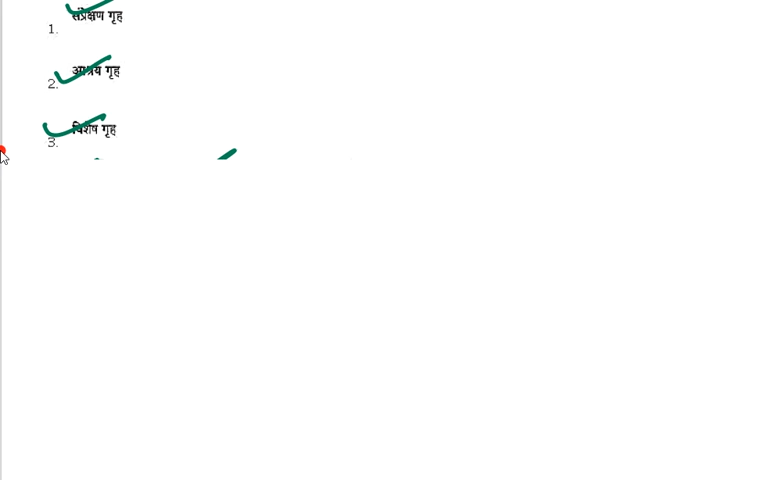 1. संप्रेक्षण गृह
2. आश्रय गृह
3. विशेष गृह